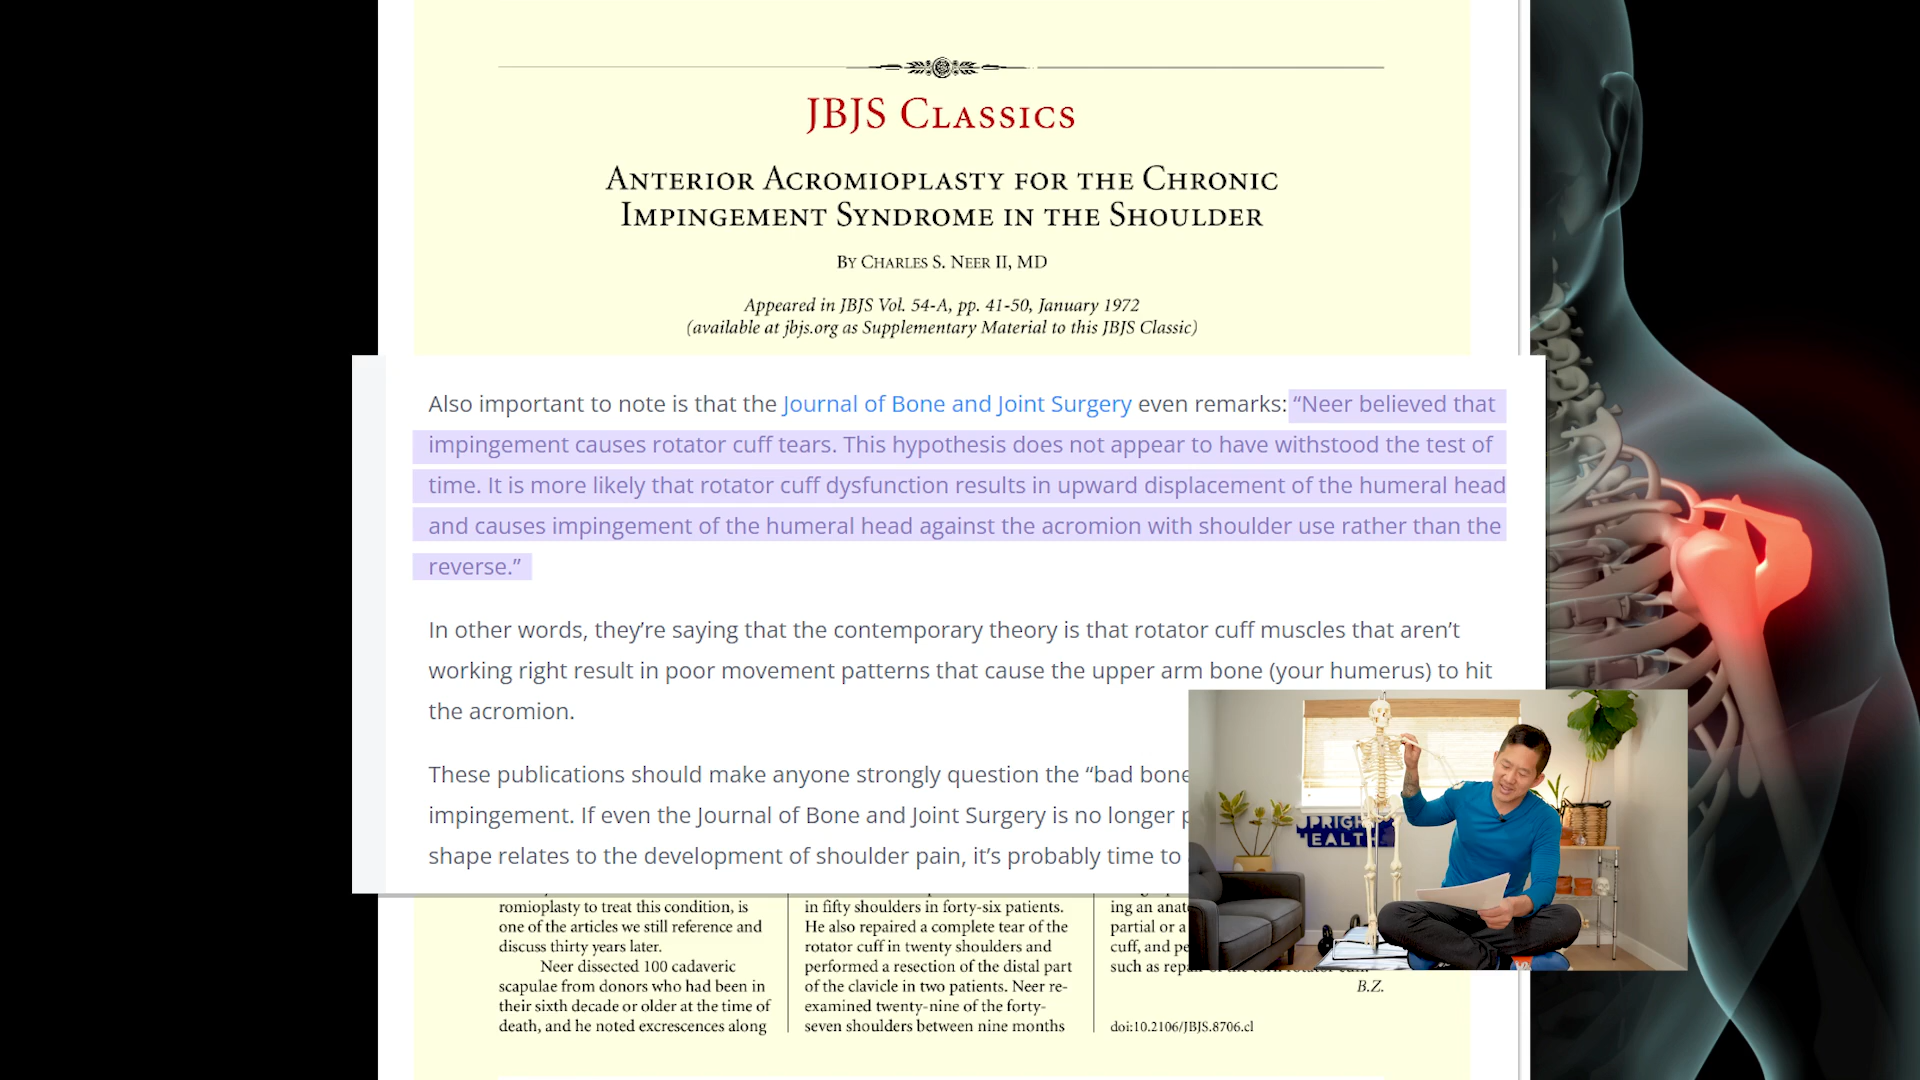 JBJS Classics
Anterior Acromioplasty for the Chronic
Impingement Syndrome in the Shoulder
By Charles S. Neer II, MD
Appeared in JBJS Vol. 54-A, pp. 41-50, January 1972
(available at jbjs.org as Supplementary Material to this JBJS Classic)
Also important to note is that the Journal of Bone and Joint Surgery even remarks: “Neer believed that
impingement causes rotator cuff tears. This hypothesis does not appear to have withstood the test of
time. It is more likely that rotator cuff dysfunction results in upward displacement of the humeral head
and causes impingement of the humeral head against the acromion with shoulder use rather than the
reverse.”
In other words, they’re saying that the contemporary theory is that rotator cuff muscles that aren’t
working right result in poor movement patterns that cause the upper arm bone (your humerus) to hit
the acromion.
These publications should make anyone strongly question the “bad bone
impingement. If even the Journal of Bone and Joint Surgery is no longer
shape relates to the development of shoulder pain, it’s probably time to
romioplasty to treat this condition, is
one of the articles we still reference and
discuss thirty years later.
Neer dissected 100 cadaveric
scapulae from donors who had been in
their sixth decade or older at the time of
death, and he noted excrescences along
in fifty shoulders in forty-six patients.
He also repaired a complete tear of the
rotator cuff in twenty shoulders and
performed a resection of the distal part
of the clavicle in two patients. Neer re-
examined twenty-nine of the forty-
seven shoulders between nine months
ing an anat
partial or a
cuff, and pe
such as repa
B.Z.
doi:10.2106/JBJS.8706.cl
PRIGH
EALT